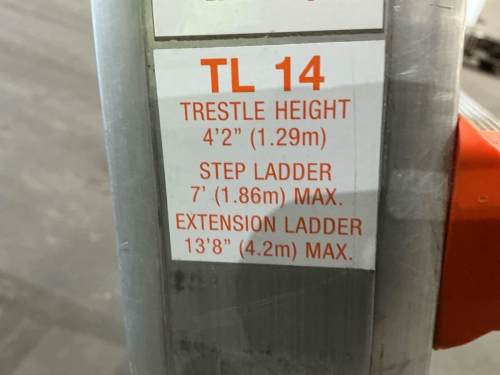 TL 14
TRESTLE HEIGHT
4'2" (1.29m)
STEP LADDER
7' (1.86m) MAX.
EXTENSION LADDER
13'8" (4.2m) MAX.